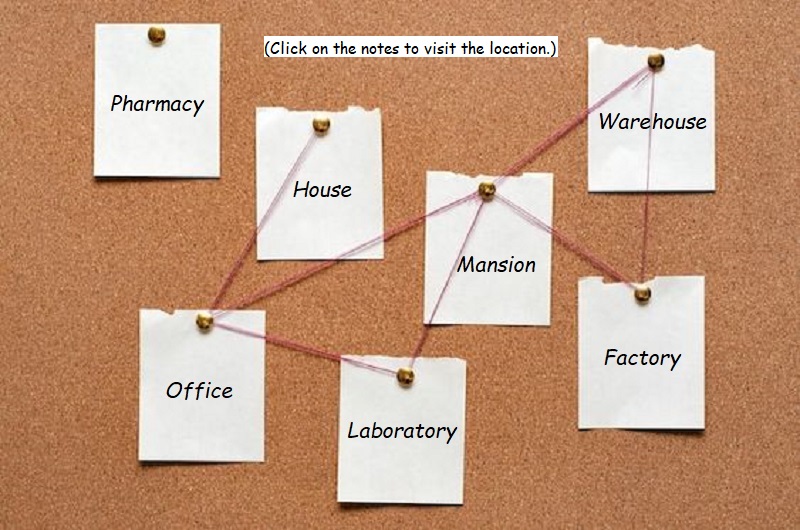 (Click on the notes to visit the location.)
Pharmacy
Warehouse
House
Mansion
Factory
Office
Laboratory